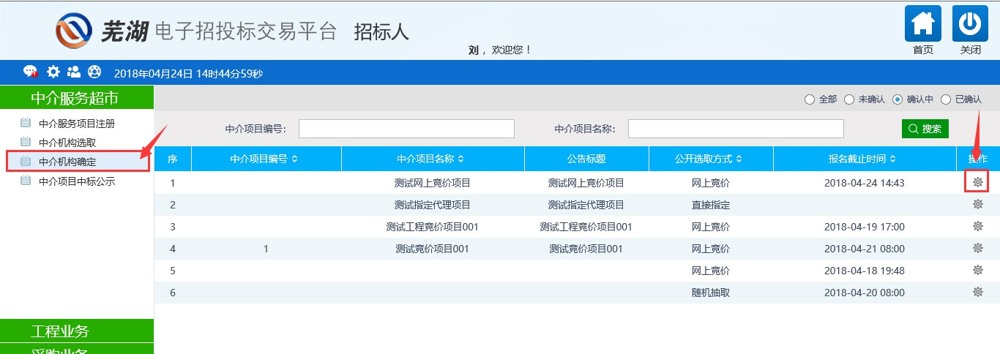 芜湖 电子招投标交易平台 招标人
刘 ，欢迎您！
首页 关闭
2018年04月24日 14时44分59秒
中介服务超市
全部 未确认 确认中 已确认
中介服务项目注册
中介机构选取
中介机构确定
中介项目中标公示
工程业务
采购业务
中介项目编号： 中介项目名称： 搜索
序 中介项目编号 中介项目名称 公告标题 公开选取方式 报名截止时间 操作
1 测试网上竞价项目 测试网上竞价项目 网上竞价 2018-04-24 14:43
2 测试指定代理项目 测试指定代理项目 直接指定
3 测试工程竞价项目001 测试工程竞价项目001 网上竞价 2018-04-19 17:00
4 1 测试竞价项目001 测试竞价项目001 网上竞价 2018-04-21 08:00
5 网上竞价 2018-04-18 19:48
6 随机抽取 2018-04-20 08:00